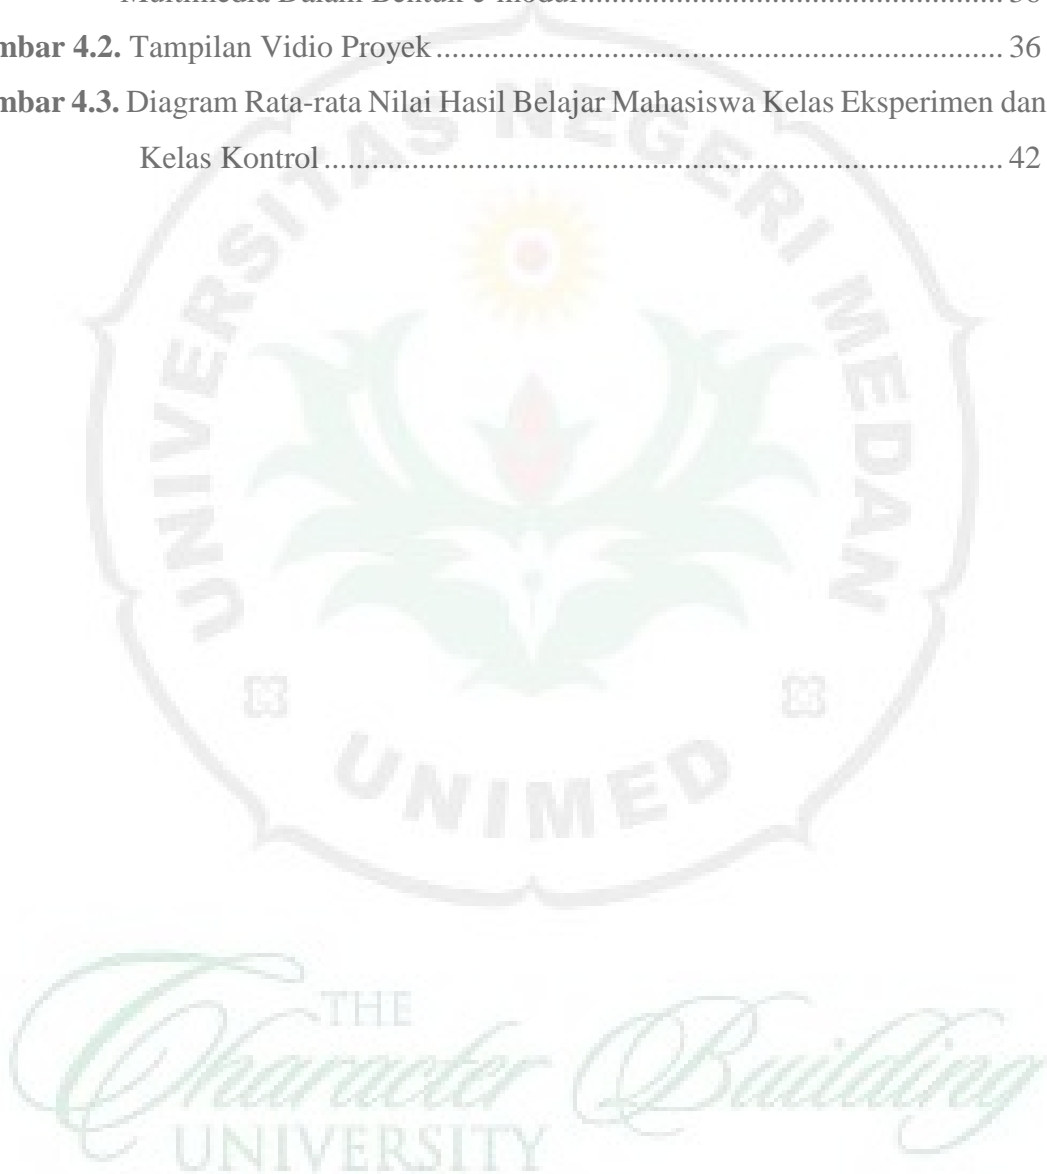 Multimedia Dalam Bentuk e-modul.......................................................... 36
mbar 4.2. Tampilan Vidio Proyek........................................................................ 36
mbar 4.3. Diagram Rata-rata Nilai Hasil Belajar Mahasiswa Kelas Eksperimen dan
Kelas Kontrol...................................................................................... 42
UNIVERSITAS NEGERI MEDAN
UNIMED
THE
Character Building
UNIVERSITY